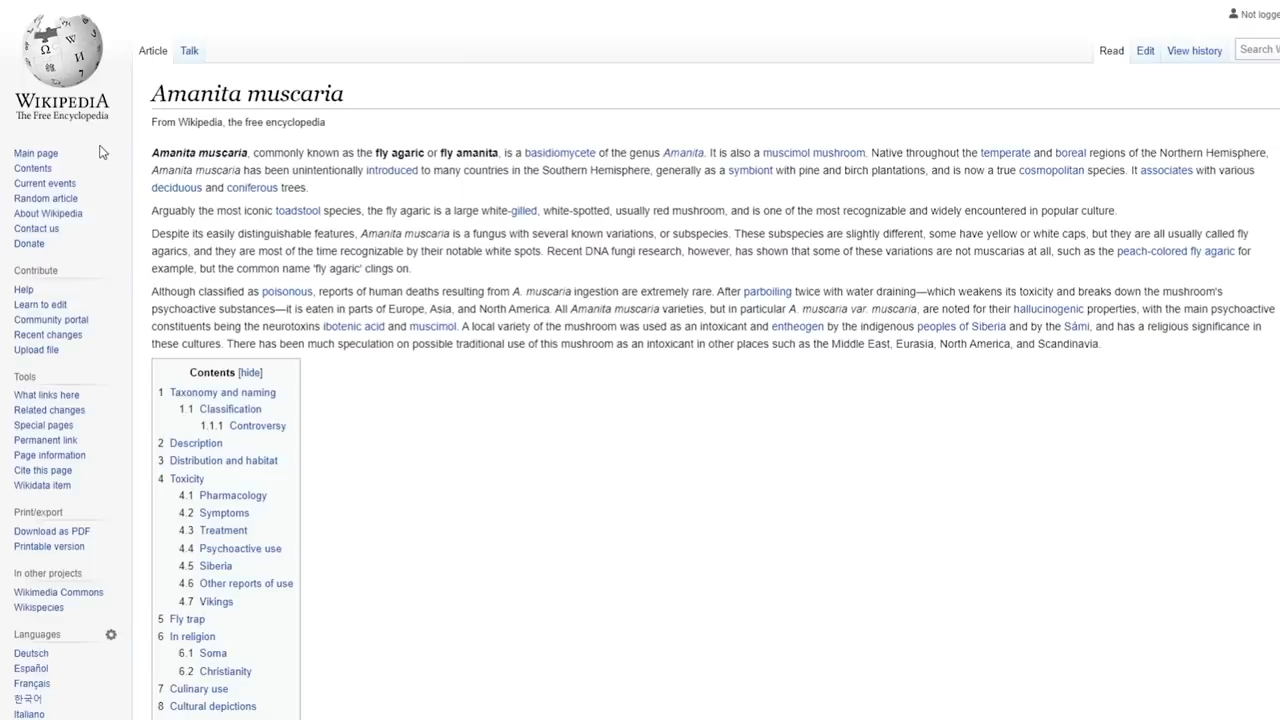 Not logge
Article Talk Read Edit View history Search W
WIKIPEDIA
The Free Encyclopedia
Amanita muscaria
From Wikipedia, the free encyclopedia
Amanita muscaria, commonly known as the fly agaric or fly amanita, is a basidiomycete of the genus Amanita. It is also a muscimol mushroom. Native throughout the temperate and boreal regions of the Northern Hemisphere,
Amanita muscaria has been unintentionally introduced to many countries in the Southern Hemisphere, generally as a symbiont with pine and birch plantations, and is now a true cosmopolitan species. It associates with various
deciduous and coniferous trees.
Arguably the most iconic toadstool species, the fly agaric is a large white-gilled, white-spotted, usually red mushroom, and is one of the most recognizable and widely encountered in popular culture.
Despite its easily distinguishable features, Amanita muscaria is a fungus with several known variations, or subspecies. These subspecies are slightly different, some have yellow or white caps, but they are all usually called fly
agarics, and they are most of the time recognizable by their notable white spots. Recent DNA fungi research, however, has shown that some of these variations are not muscarias at all, such as the peach-colored fly agaric for
example, but the common name 'fly agaric' clings on.
Although classified as poisonous, reports of human deaths resulting from A. muscaria ingestion are extremely rare. After parboiling twice with water draining—which weakens its toxicity and breaks down the mushroom's
psychoactive substances—it is eaten in parts of Europe, Asia, and North America. All Amanita muscaria varieties, but in particular A. muscaria var. muscaria, are noted for their hallucinogenic properties, with the main psychoactive
constituents being the neurotoxins ibotenic acid and muscimol. A local variety of the mushroom was used as an intoxicant and entheogen by the indigenous peoples of Siberia and by the Sámi, and has a religious significance in
these cultures. There has been much speculation on possible traditional use of this mushroom as an intoxicant in other places such as the Middle East, Eurasia, North America, and Scandinavia.
Contents [hide]
1 Taxonomy and naming
1.1 Classification
1.1.1 Controversy
2 Description
3 Distribution and habitat
4 Toxicity
4.1 Pharmacology
4.2 Symptoms
4.3 Treatment
4.4 Psychoactive use
4.5 Siberia
4.6 Other reports of use
4.7 Vikings
5 Fly trap
6 In religion
6.1 Soma
6.2 Christianity
7 Culinary use
8 Cultural depictions
Main page
Contents
Current events
Random article
About Wikipedia
Contact us
Donate
Contribute
Help
Learn to edit
Community portal
Recent changes
Upload file
Tools
What links here
Related changes
Special pages
Permanent link
Page information
Cite this page
Wikidata item
Print/export
Download as PDF
Printable version
In other projects
Wikimedia Commons
Wikispecies
Languages
Deutsch
Español
Français
한국어
Italiano